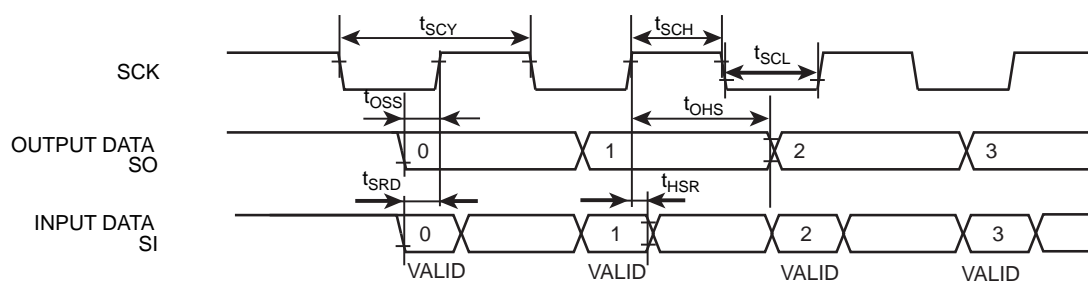 tSCY
tSCH
SCK
tSCL
tOSS
tOHS
OUTPUT DATA
SO
0 1 2 3
tSRD
tHSR
INPUT DATA
SI
0 1 2 3
VALID VALID VALID VALID